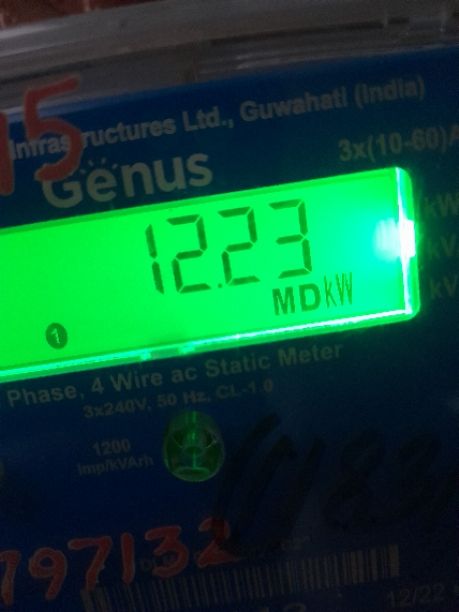 Infrastructures Ltd., Guwahati (India)
15
Genus
3x(10-60)A
kW
12.23
MD kW
1
Phase, 4 Wire ac Static Meter
3x240V, 50 Hz, CL-1.0
1200
imp/kVArh
797132
12/22